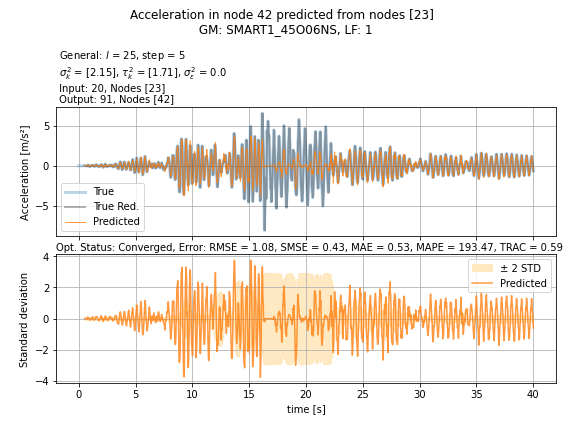 Acceleration in node 42 predicted from nodes [23]
GM: SMART1_45O06NS, LF: 1
General: l = 25, step = 5
σ²ₖ = [2.15], τ²ₖ = [1.71], σ²ε = 0.0
Input: 20, Nodes [23]
Output: 91, Nodes [42]
Acceleration [m/s²]
5
0
−5
True
True Red.
Predicted
Opt. Status: Converged, Error: RMSE = 1.08, SMSE = 0.43, MAE = 0.53, MAPE = 193.47, TRAC = 0.59
Standard deviation
4
2
0
−2
−4
± 2 STD
Predicted
0 5 10 15 20 25 30 35 40
time [s]